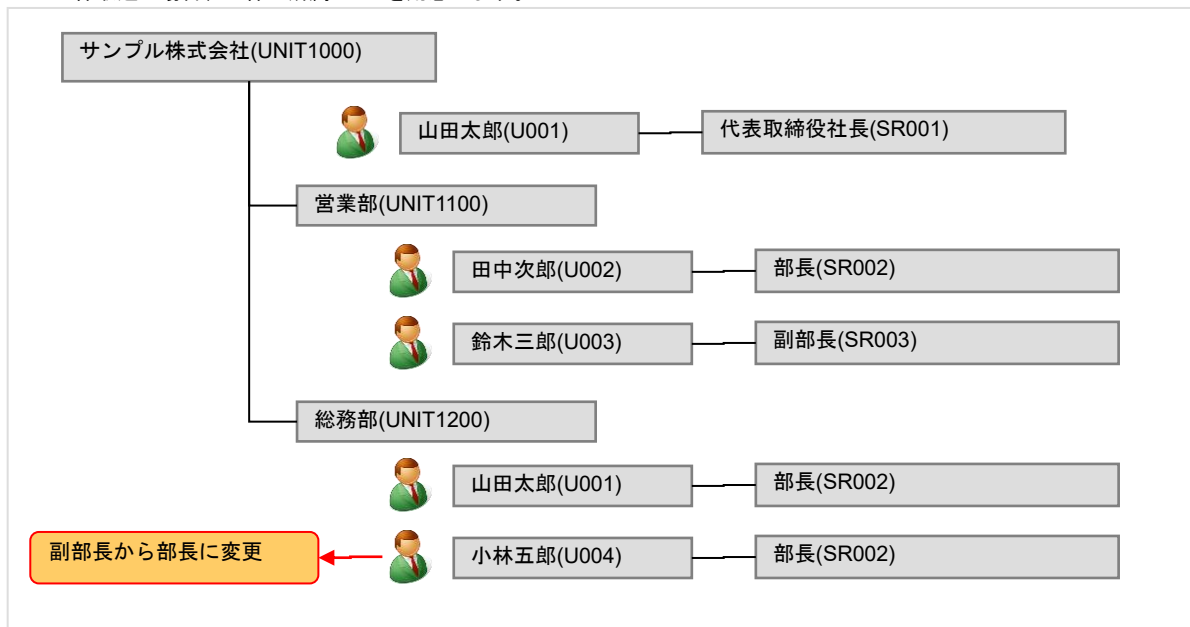 サンプル株式会社(UNIT1000)
山田太郎(U001) 代表取締役社長(SR001)
営業部(UNIT1100)
田中次郎(U002) 部長(SR002)
鈴木三郎(U003) 副部長(SR003)
総務部(UNIT1200)
山田太郎(U001) 部長(SR002)
副部長から部長に変更 小林五郎(U004) 部長(SR002)